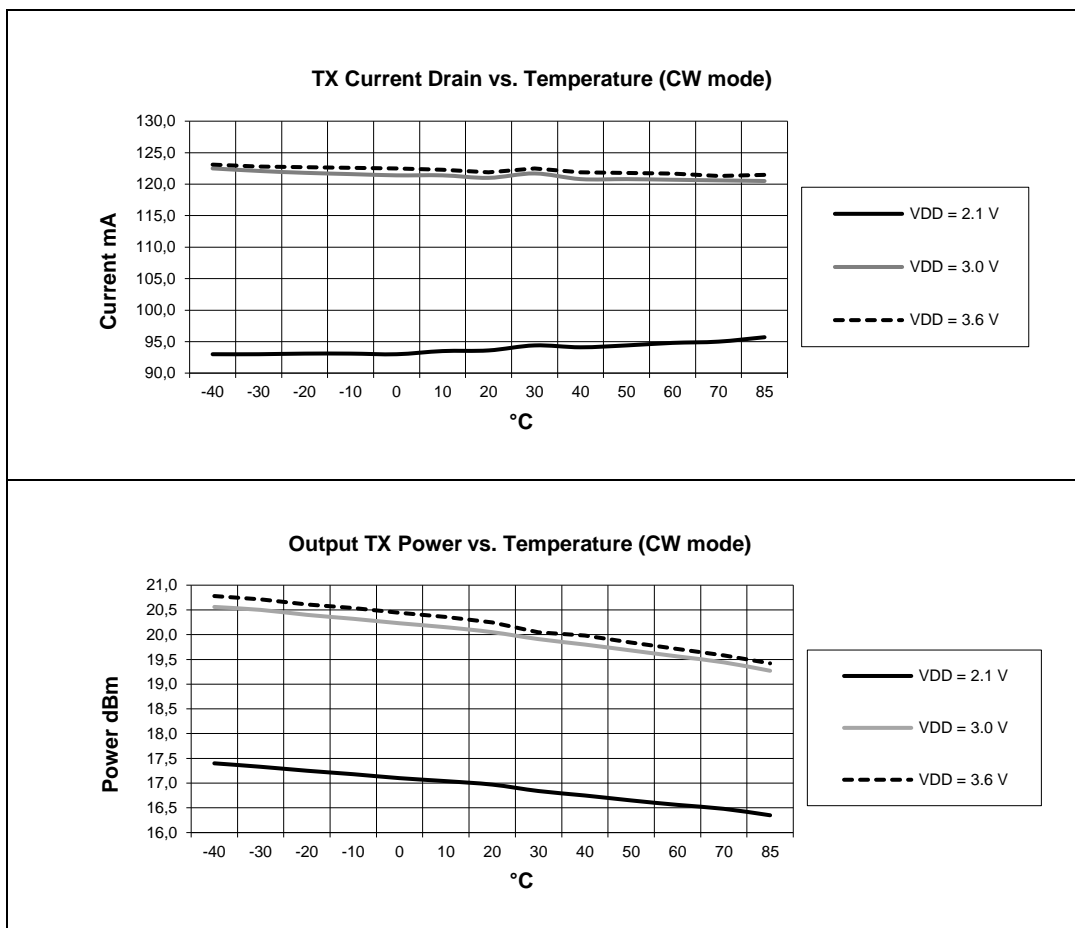 TX Current Drain vs. Temperature (CW mode)
130,0
125,0
120,0
115,0
110,0
105,0
100,0
95,0
90,0
Current mA
-40 -30 -20 -10 0 10 20 30 40 50 60 70 85
°C
VDD = 2.1 V
VDD = 3.0 V
VDD = 3.6 V
Output TX Power vs. Temperature (CW mode)
21,0
20,5
20,0
19,5
19,0
18,5
18,0
17,5
17,0
16,5
16,0
Power dBm
-40 -30 -20 -10 0 10 20 30 40 50 60 70 85
°C
VDD = 2.1 V
VDD = 3.0 V
VDD = 3.6 V